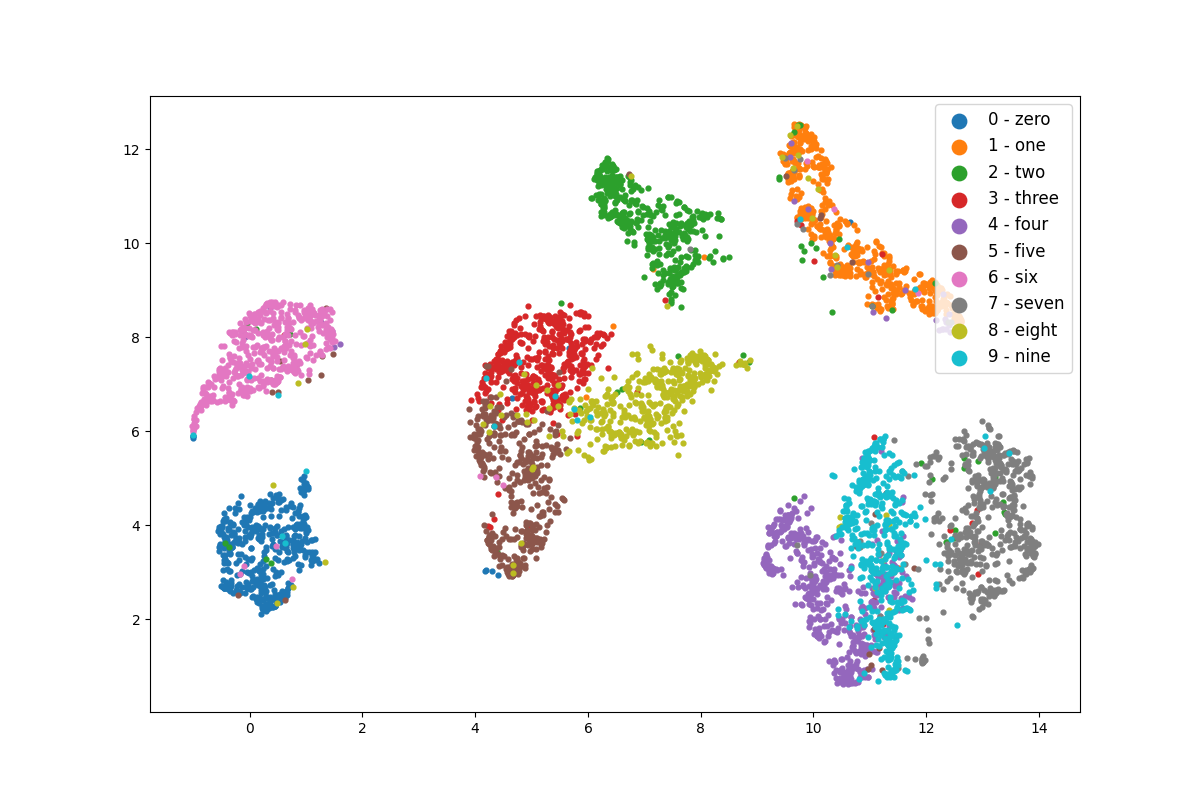 0 - zero
1 - one
2 - two
3 - three
4 - four
5 - five
6 - six
7 - seven
8 - eight
9 - nine
12
10
8
6
4
2
0 2 4 6 8 10 12 14